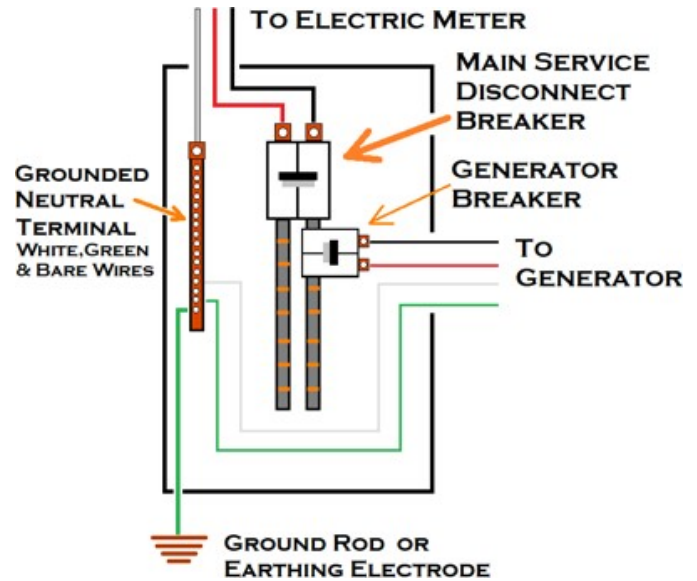 To Electric Meter
Main Service
Disconnect
Breaker
Generator
Breaker
Grounded
Neutral
Terminal
White,Green
& Bare Wires
To
Generator
Ground Rod or
Earthing Electrode